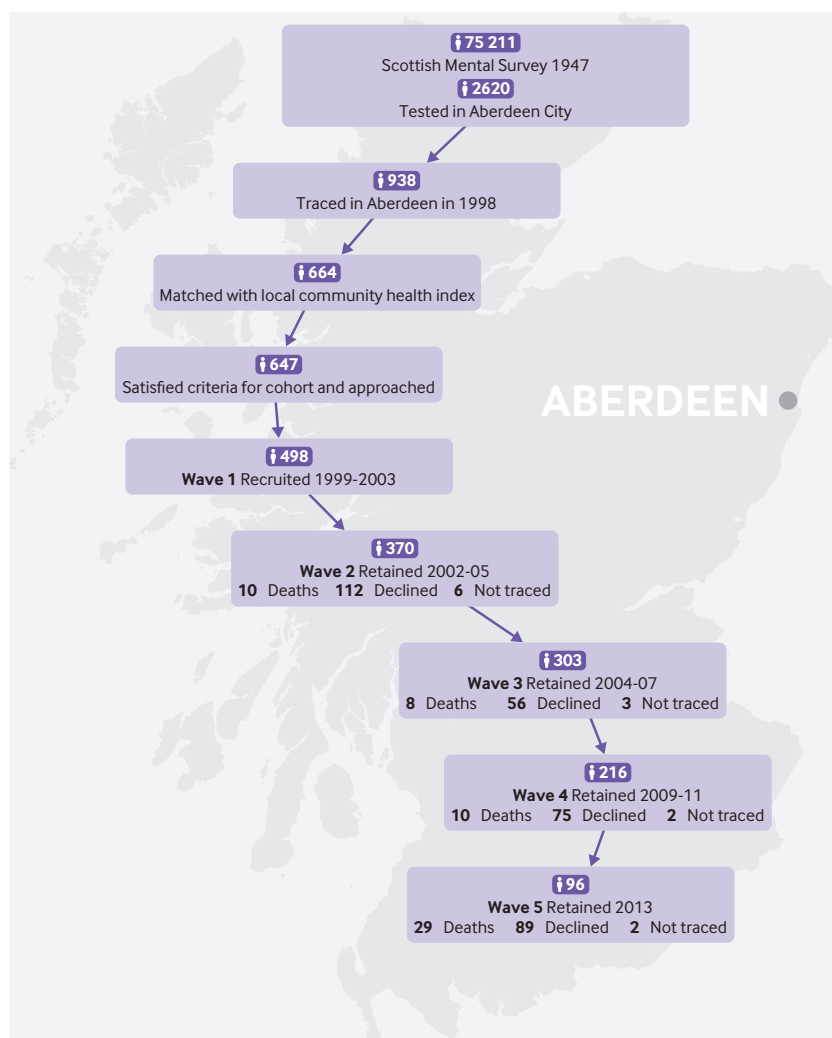 75 211
Scottish Mental Survey 1947
2620
Tested in Aberdeen City
938
Traced in Aberdeen in 1998
664
Matched with local community health index
647
Satisfied criteria for cohort and approached
ABERDEEN
498
Wave 1 Recruited 1999-2003
370
Wave 2 Retained 2002-05
10 Deaths 112 Declined 6 Not traced
303
Wave 3 Retained 2004-07
8 Deaths 56 Declined 3 Not traced
216
Wave 4 Retained 2009-11
10 Deaths 75 Declined 2 Not traced
96
Wave 5 Retained 2013
29 Deaths 89 Declined 2 Not traced